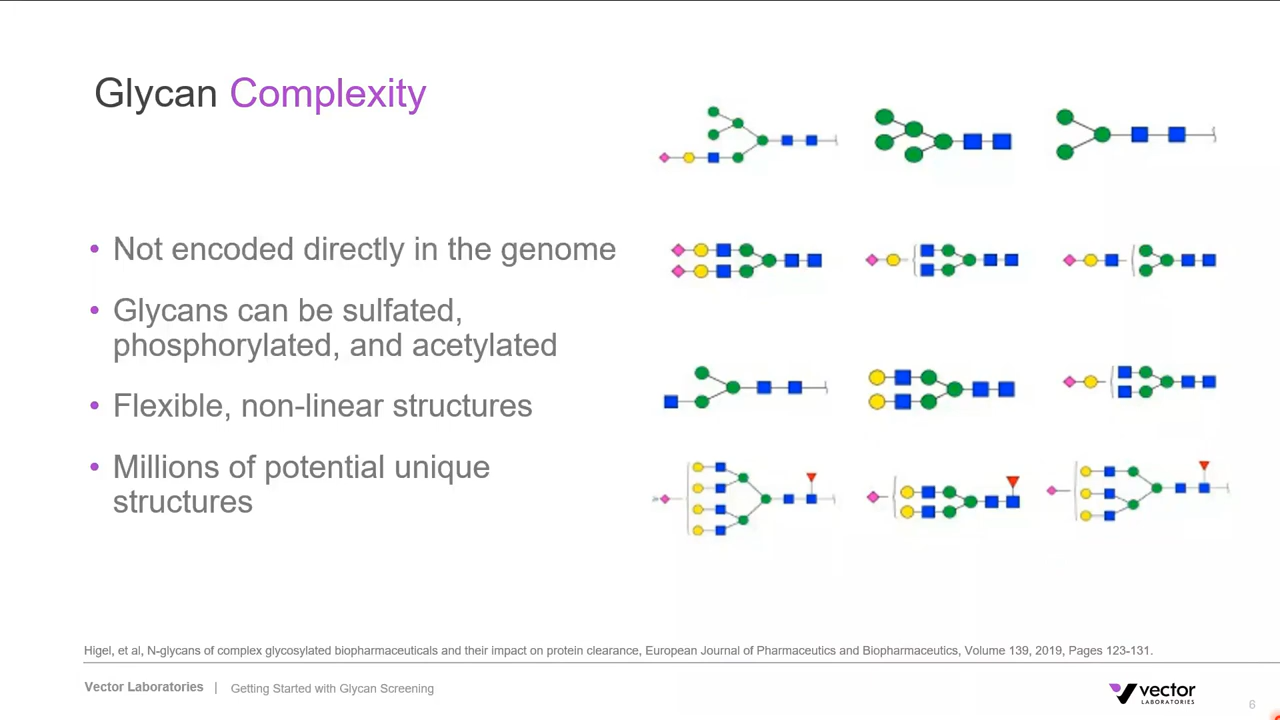 Glycan Complexity
• Not encoded directly in the genome
• Glycans can be sulfated,
phosphorylated, and acetylated
• Flexible, non-linear structures
• Millions of potential unique
structures
Higel, et al, N-glycans of complex glycosylated biopharmaceuticals and their impact on protein clearance, European Journal of Pharmaceutics and Biopharmaceutics, Volume 139, 2019, Pages 123-131.
Vector Laboratories | Getting Started with Glycan Screening
vector
LABORATORIES
6